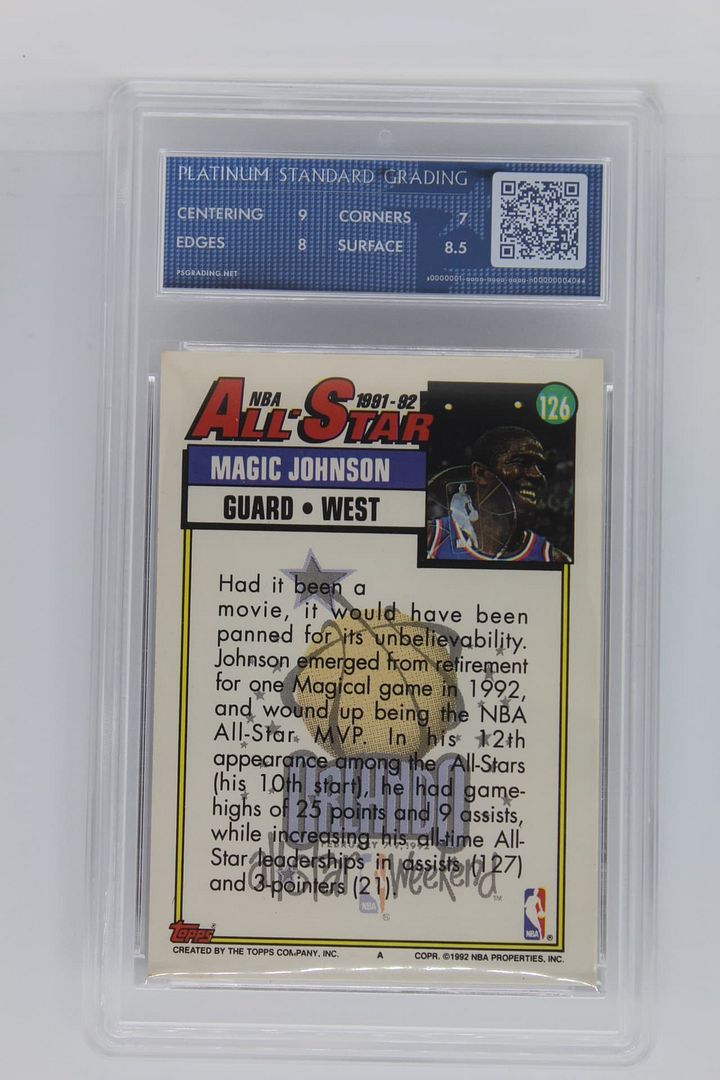 PLATINUM STANDARD GRADING
CENTERING 9 CORNERS 7
EDGES 8 SURFACE 8.5
PSGRADING.NET
NBA 1991-92
ALL-STAR
126
MAGIC JOHNSON
GUARD • WEST
Had it been a
movie, it would have been
panned for its unbelievability.
Johnson emerged from retirement
for one Magical game in 1992,
and wound up being the NBA
All-Star MVP. In his 12th
appearance among the All-Stars
(his 10th start), he had game-
highs of 25 points and 9 assists,
while increasing his all-time All-
Star leaderships in assists (127)
and 3-pointers (21).
ORLANDO
all-Star Weekend
NBA
NBA
TOPPS
CREATED BY THE TOPPS COMPANY, INC. A COPR. ©1992 NBA PROPERTIES, INC.